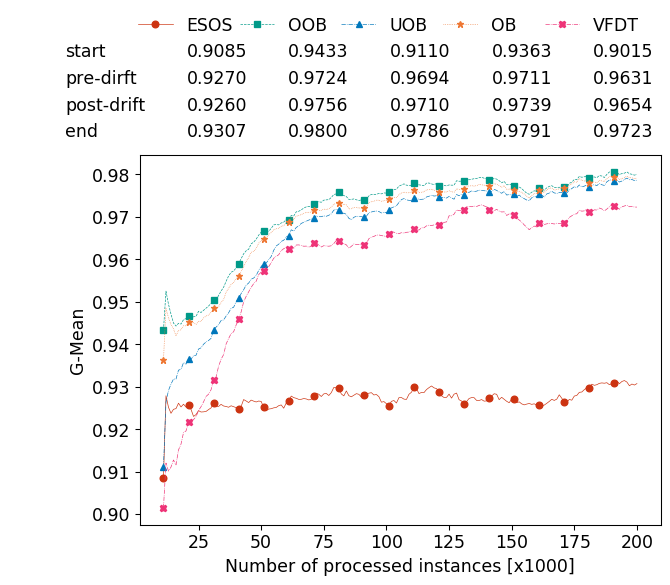 ESOS OOB UOB OB VFDT
start 0.9085 0.9433 0.9110 0.9363 0.9015
pre-dirft 0.9270 0.9724 0.9694 0.9711 0.9631
post-drift 0.9260 0.9756 0.9710 0.9739 0.9654
end 0.9307 0.9800 0.9786 0.9791 0.9723
0.98
0.97
0.96
0.95
0.94
0.93
0.92
0.91
0.90
G-Mean
25 50 75 100 125 150 175 200
Number of processed instances [x1000]